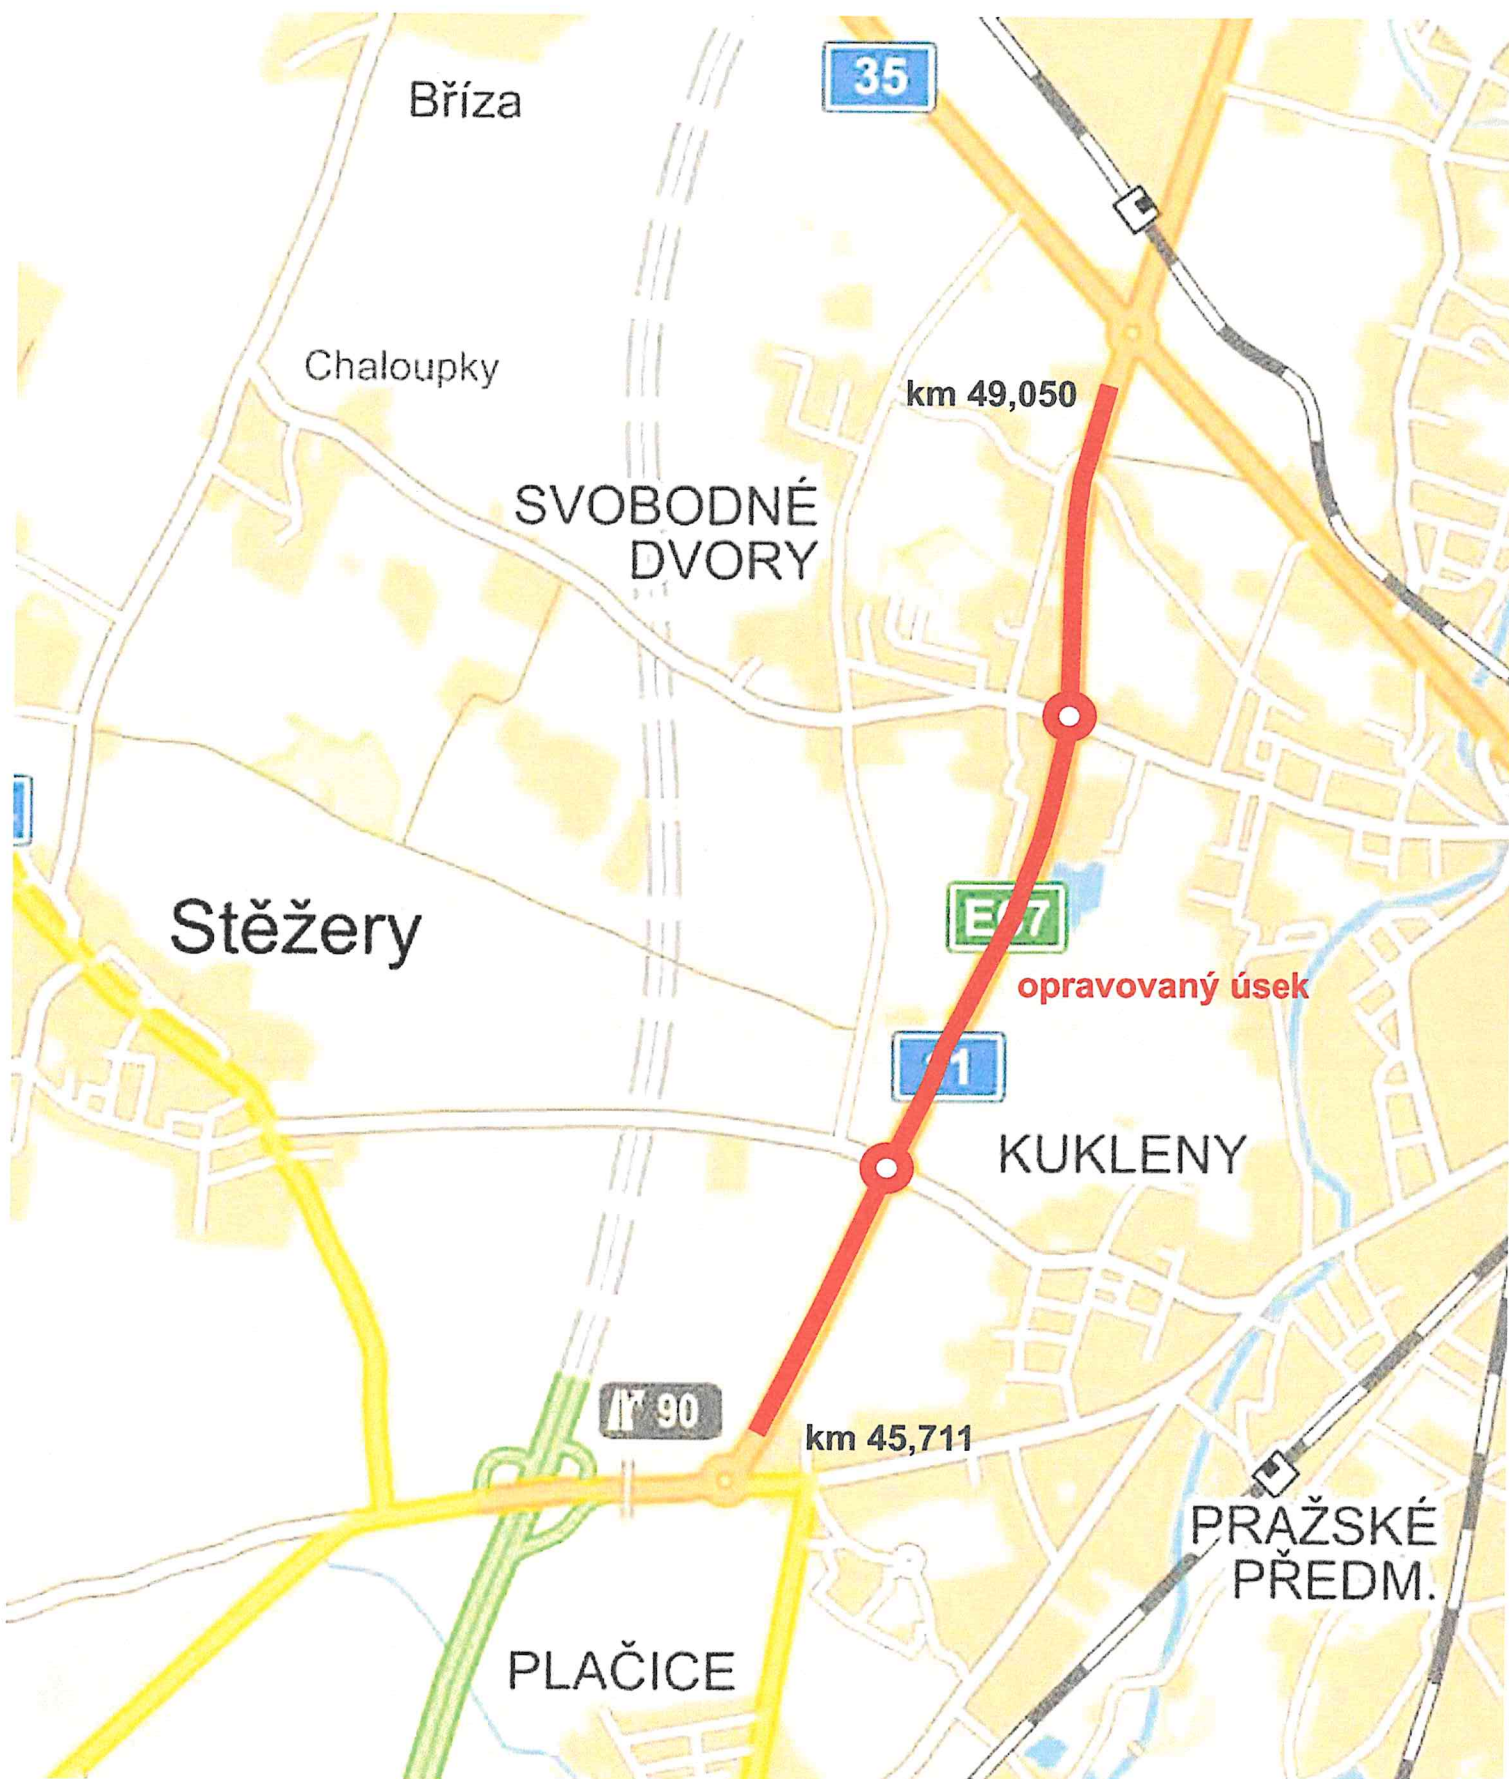 35
Bříza
Chaloupky
km 49,050
SVOBODNÉ
DVORY
Stěžery
opravovaný úsek
KUKLENY
90
km 45,711
PRAŽSKÉ
PŘEDM.
PLAČICE